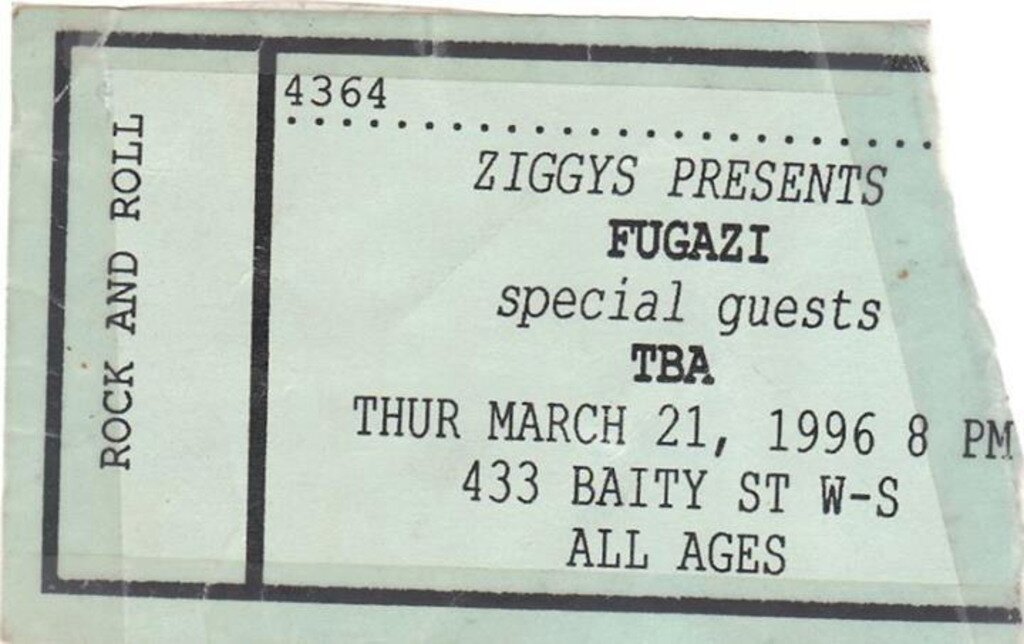 ROCK AND ROLL
4364
ZIGGYS PRESENTS
FUGAZI
special guests
TBA
THUR MARCH 21, 1996 8 PM
433 BAITY ST W-S
ALL AGES